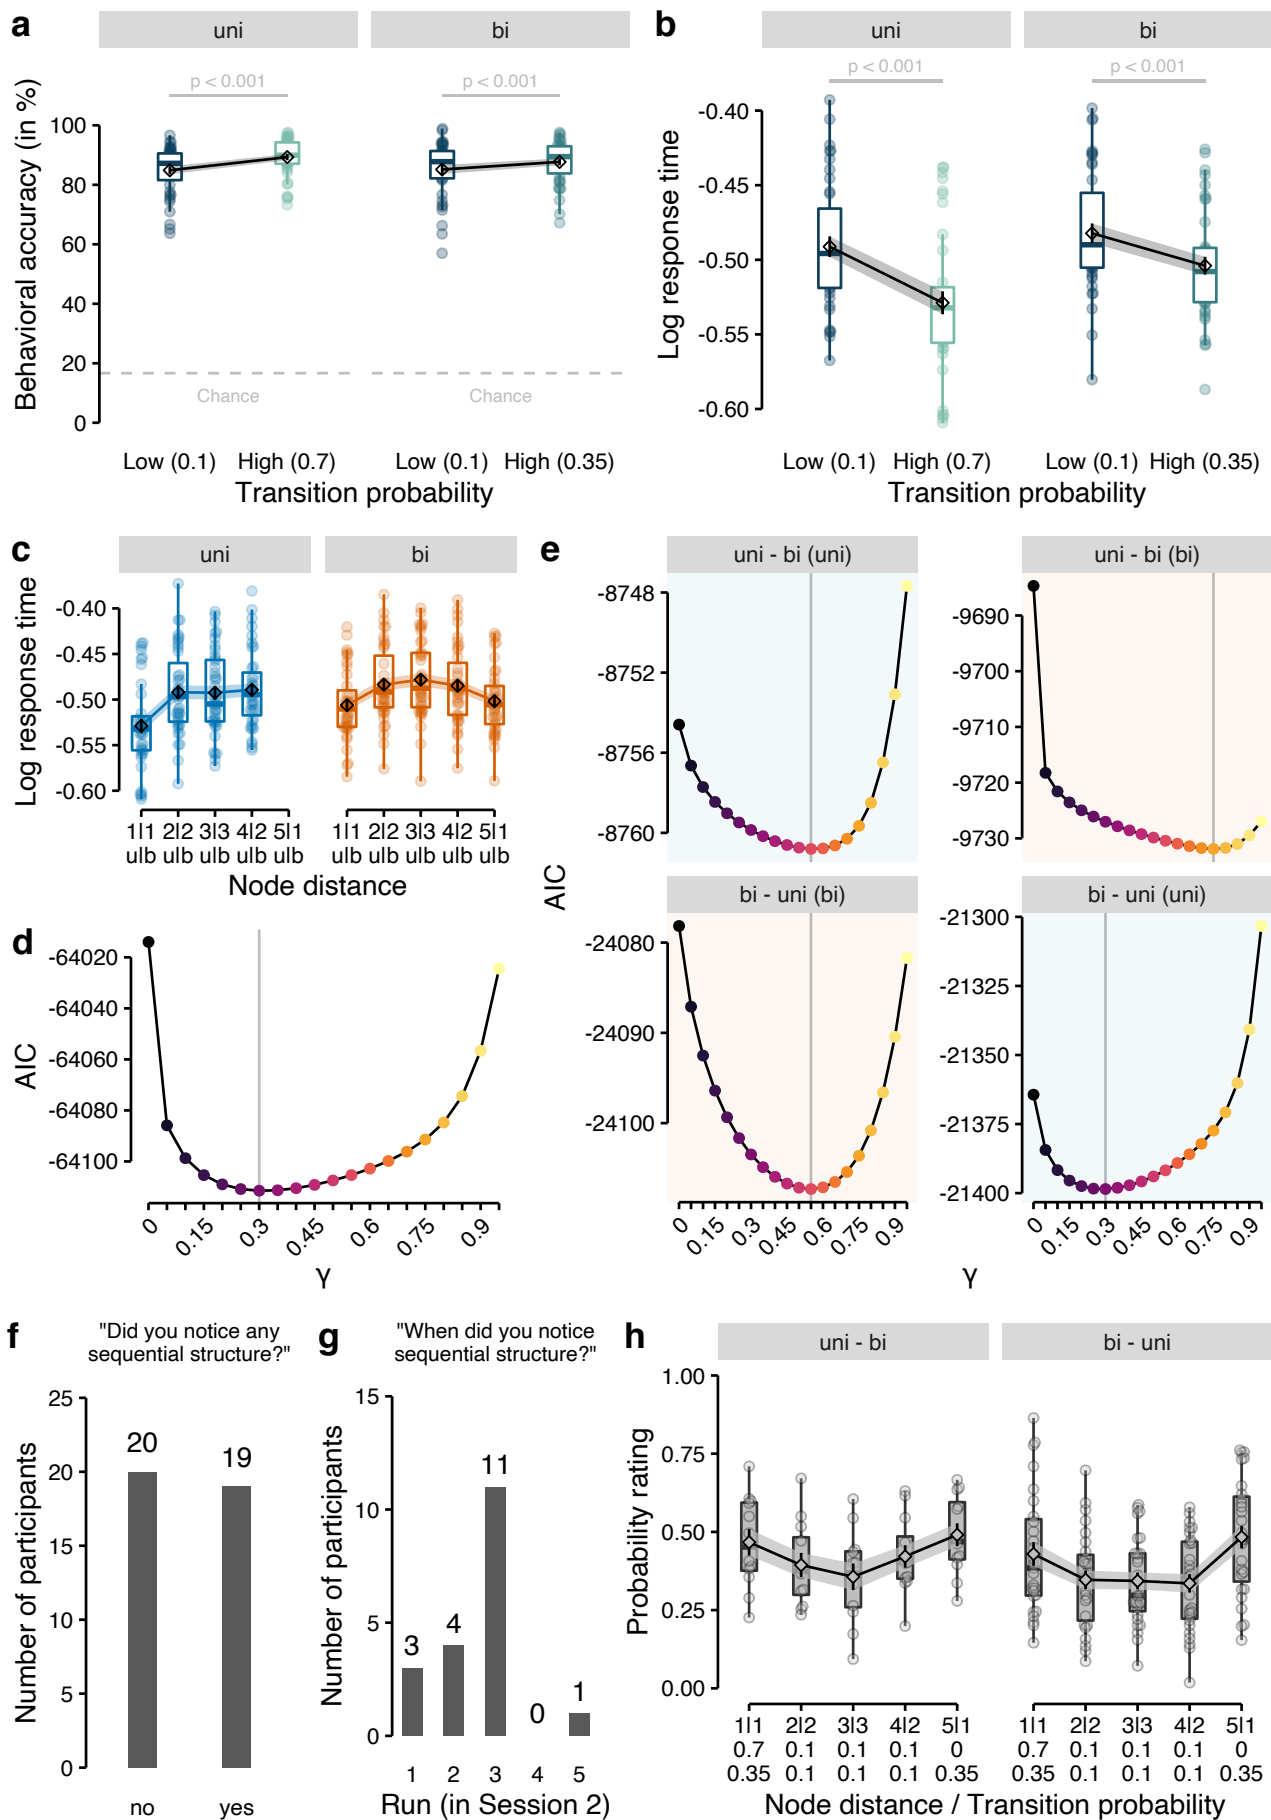 a
uni
bi
p < 0.001
p < 0.001
Behavioral accuracy (in %)
100
80
60
40
20
0
Chance
Chance
Low (0.1) High (0.7)
Low (0.1) High (0.35)
Transition probability
b
uni
bi
p < 0.001
p < 0.001
Log response time
-0.40
-0.45
-0.50
-0.55
-0.60
Low (0.1) High (0.7)
Low (0.1) High (0.35)
Transition probability
c
uni
bi
Log response time
-0.40
-0.45
-0.50
-0.55
-0.60
1|1 2|2 3|3 4|2 5|1
ulb ulb ulb ulb ulb
1|1 2|2 3|3 4|2 5|1
ulb ulb ulb ulb ulb
Node distance
d
AIC
-64020
-64040
-64060
-64080
-64100
0 0.15 0.3 0.45 0.6 0.75 0.9
γ
e
uni - bi (uni)
uni - bi (bi)
-8748
-8752
-8756
-8760
-9690
-9700
-9710
-9720
-9730
AIC
bi - uni (bi)
bi - uni (uni)
-24080
-24090
-24100
-21300
-21325
-21350
-21375
-21400
0 0.15 0.3 0.45 0.6 0.75 0.9
0 0.15 0.3 0.45 0.6 0.75 0.9
γ
f
"Did you notice any
sequential structure?"
Number of participants
25
20
15
10
5
0
20
19
no yes
g
"When did you notice
sequential structure?"
Number of participants
15
10
5
0
3
4
11
0
1
1 2 3 4 5
Run (in Session 2)
h
uni - bi
bi - uni
Probability rating
1.00
0.75
0.50
0.25
0.00
1|1 2|2 3|3 4|2 5|1
0.7 0.1 0.1 0.1 0
0.35 0.1 0.1 0.1 0.35
1|1 2|2 3|3 4|2 5|1
0.7 0.1 0.1 0.1 0
0.35 0.1 0.1 0.1 0.35
Node distance / Transition probability